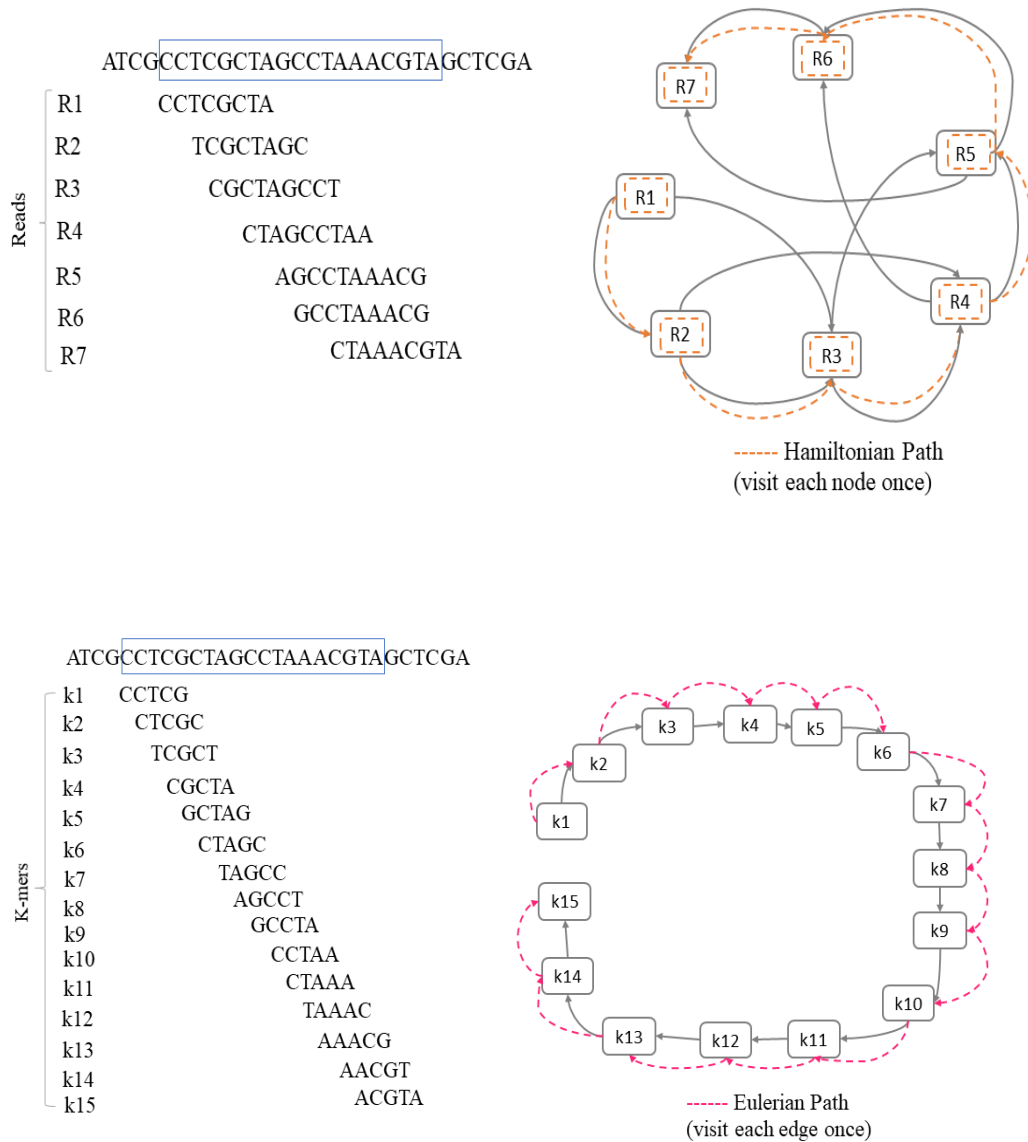 ATCGCCTCGCTAGCCTAAACGTAGCTCGA
Reads
R1 CCTCGCTA
R2 TCGCTAGC
R3 CGCTAGCCT
R4 CTAGCCTAA
R5 AGCCTAAACG
R6 GCCTAAACG
R7 CTAAACGTA
R6
R7
R5
R1
R4
R2
R3
Hamiltonian Path
(visit each node once)
ATCGCCTCGCTAGCCTAAACGTAGCTCGA
K-mers
k1 CCTCG
k2 CTCGC
k3 TCGCT
k4 CGCTA
k5 GCTAG
k6 CTAGC
k7 TAGCC
k8 AGCCT
k9 GCCTA
k10 CCTAA
k11 CTAAA
k12 TAAAC
k13 AAACG
k14 AACGT
k15 ACGTA
k1
k2
k3
k4
k5
k6
k7
k8
k9
k10
k11
k12
k13
k14
k15
Eulerian Path
(visit each edge once)